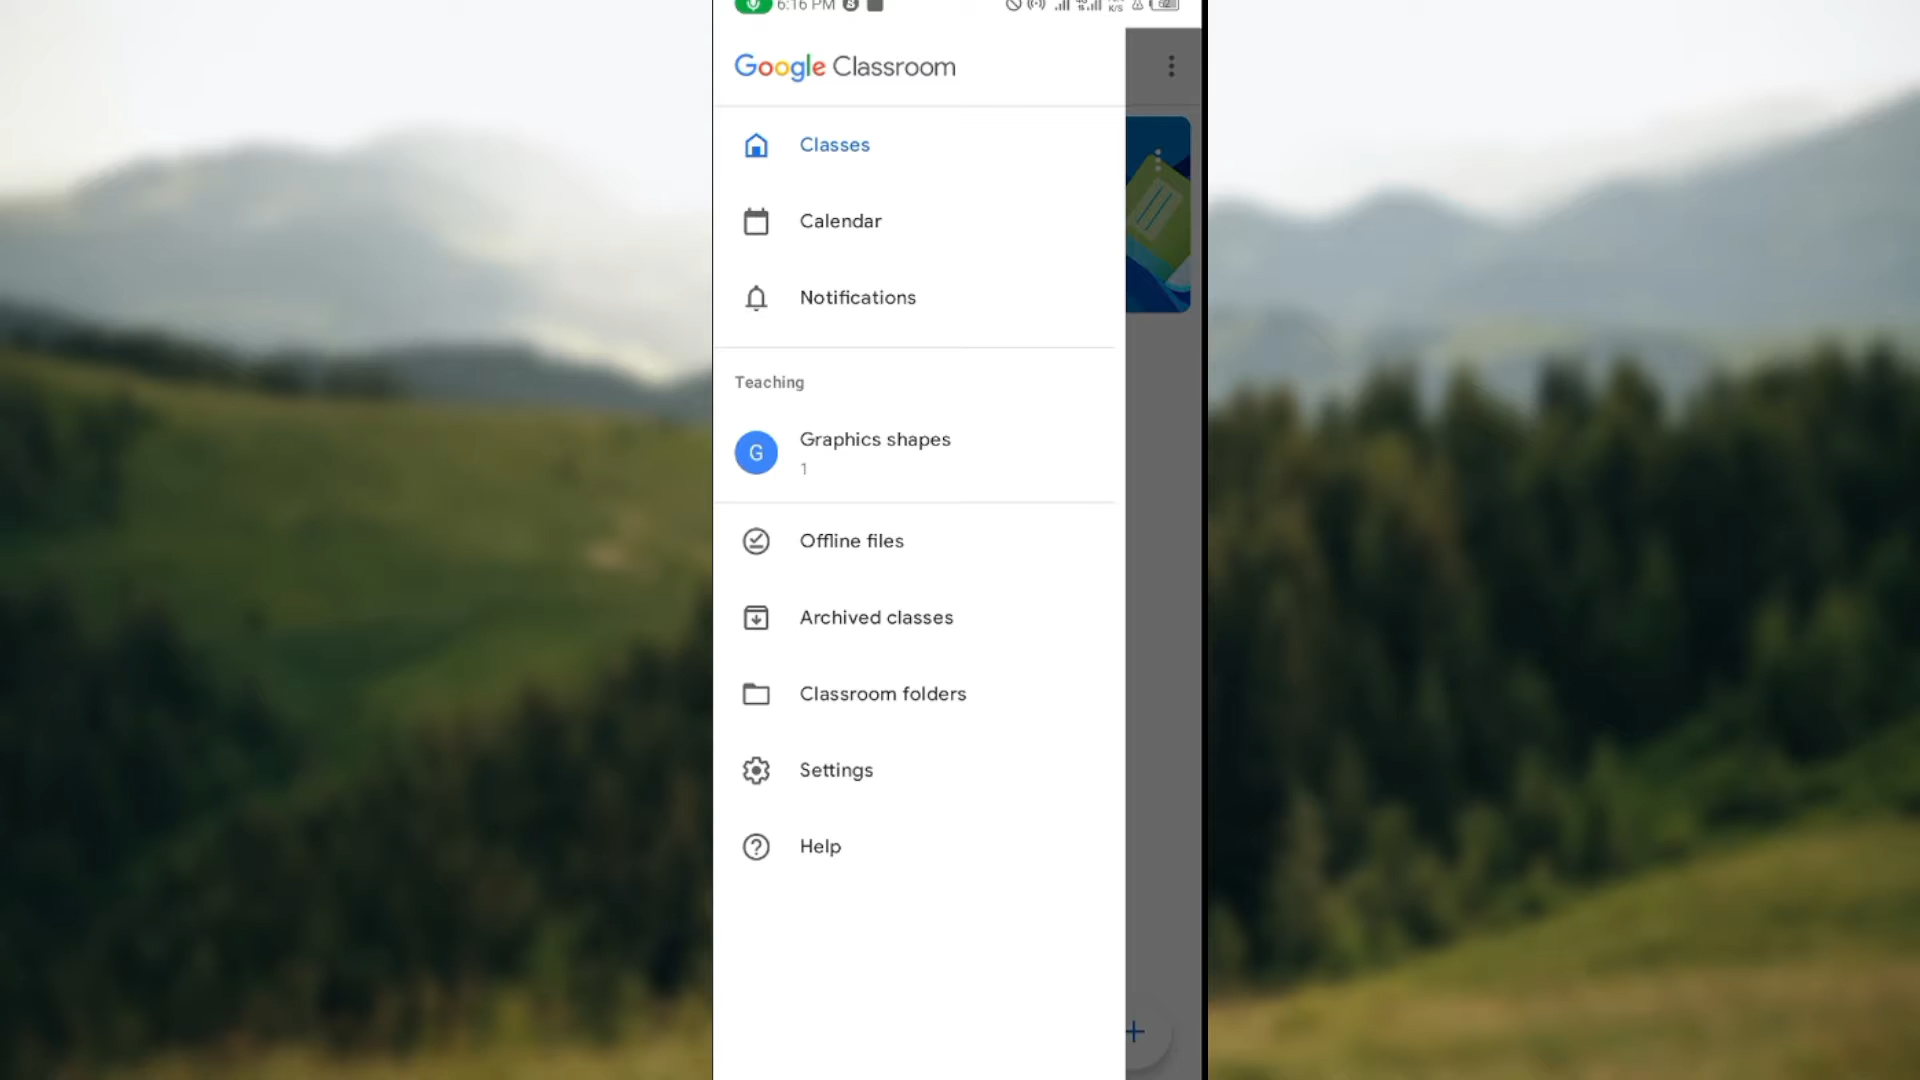 6:16 PM
K/S
Google Classroom
Classes
Calendar
Notifications
Teaching
G
Graphics shapes
1
Offline files
Archived classes
Classroom folders
Settings
Help